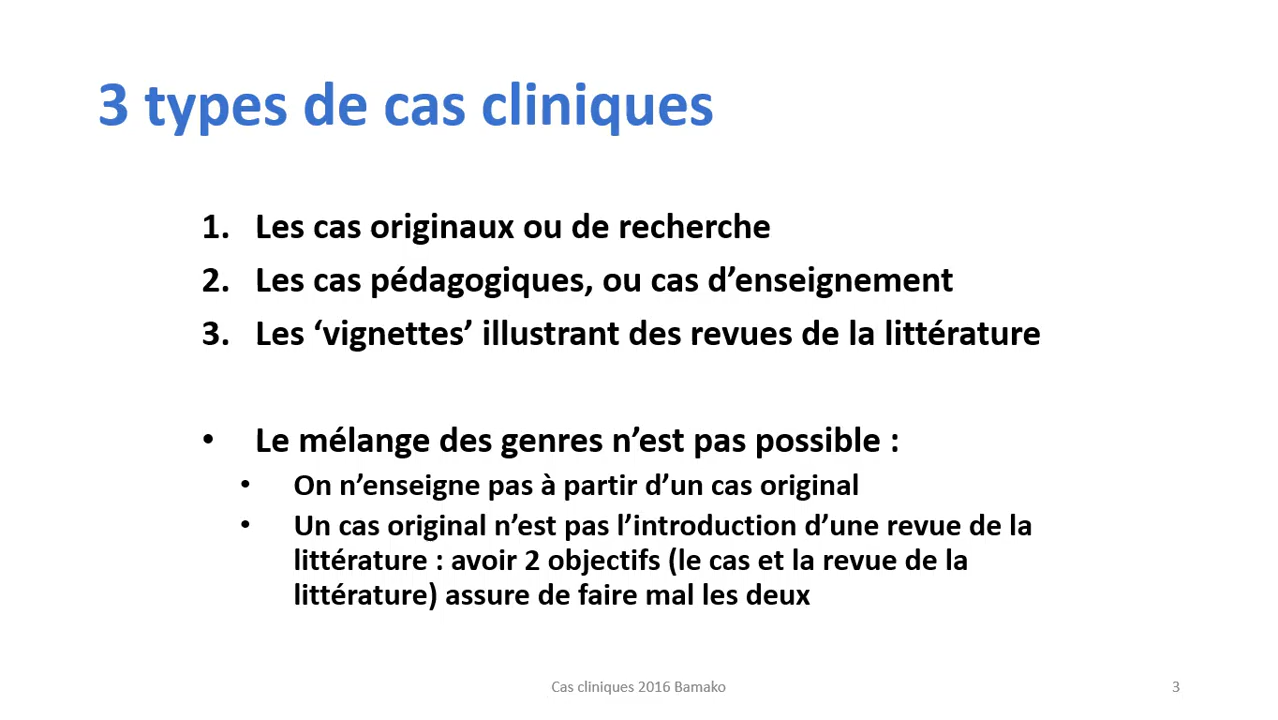 3 types de cas cliniques
1. Les cas originaux ou de recherche
2. Les cas pédagogiques, ou cas d’enseignement
3. Les ‘vignettes’ illustrant des revues de la littérature
• Le mélange des genres n’est pas possible :
• On n’enseigne pas à partir d’un cas original
• Un cas original n’est pas l’introduction d’une revue de la
littérature : avoir 2 objectifs (le cas et la revue de la
littérature) assure de faire mal les deux
Cas cliniques 2016 Bamako
3